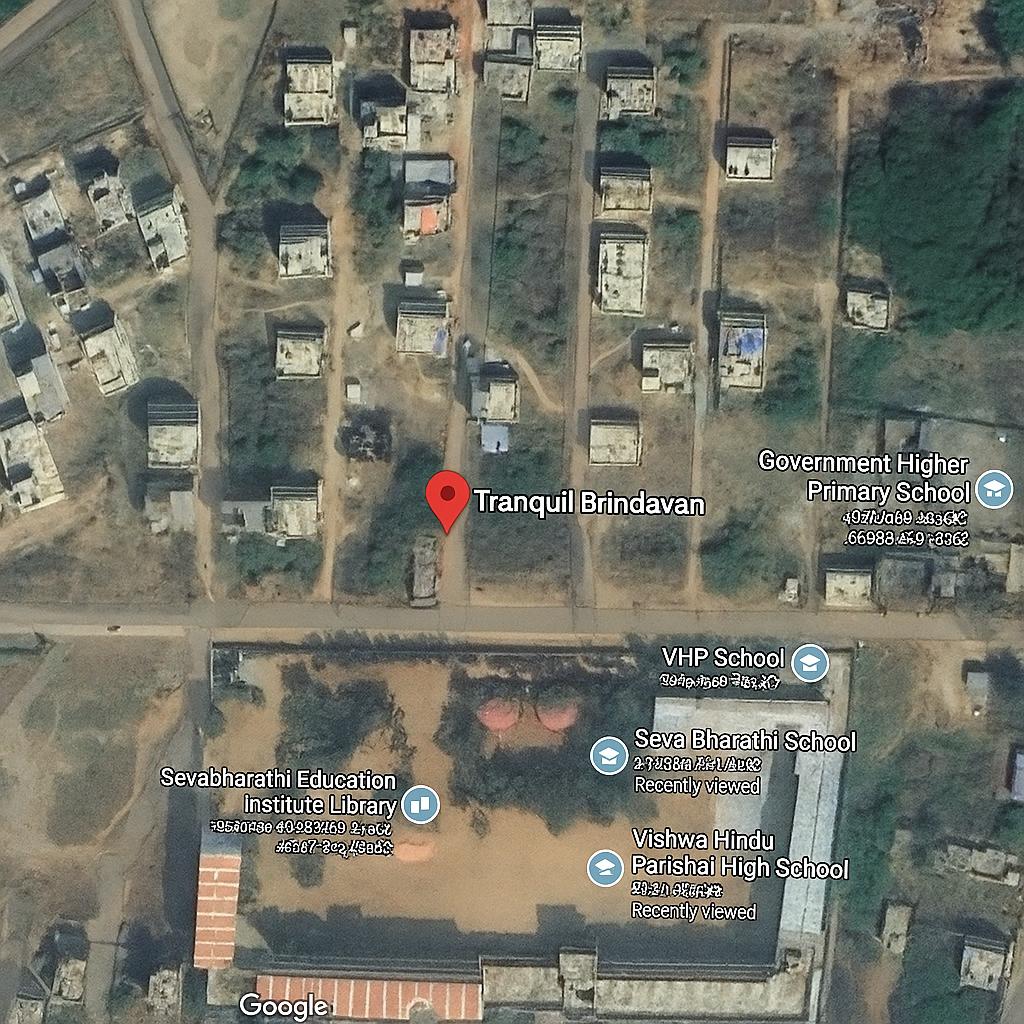 Tranquil Brindavan
Government Higher
Primary School
VHP School
Seva Bharathi School
Recently viewed
Sevabharathi Education
Institute Library
Vishwa Hindu
Parishai High School
Recently viewed
Google